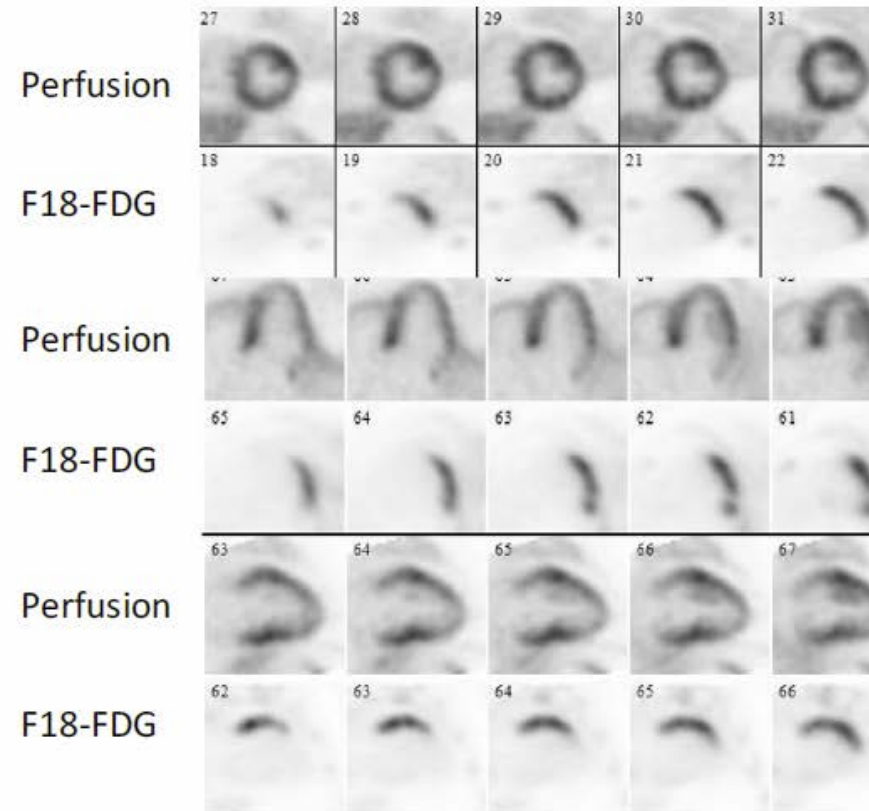 27 28 29 30 31
Perfusion
18 19 20 21 22
F18-FDG
Perfusion
65 64 63 62 61
F18-FDG
63 64 65 66 67
Perfusion
62 63 64 65 66
F18-FDG